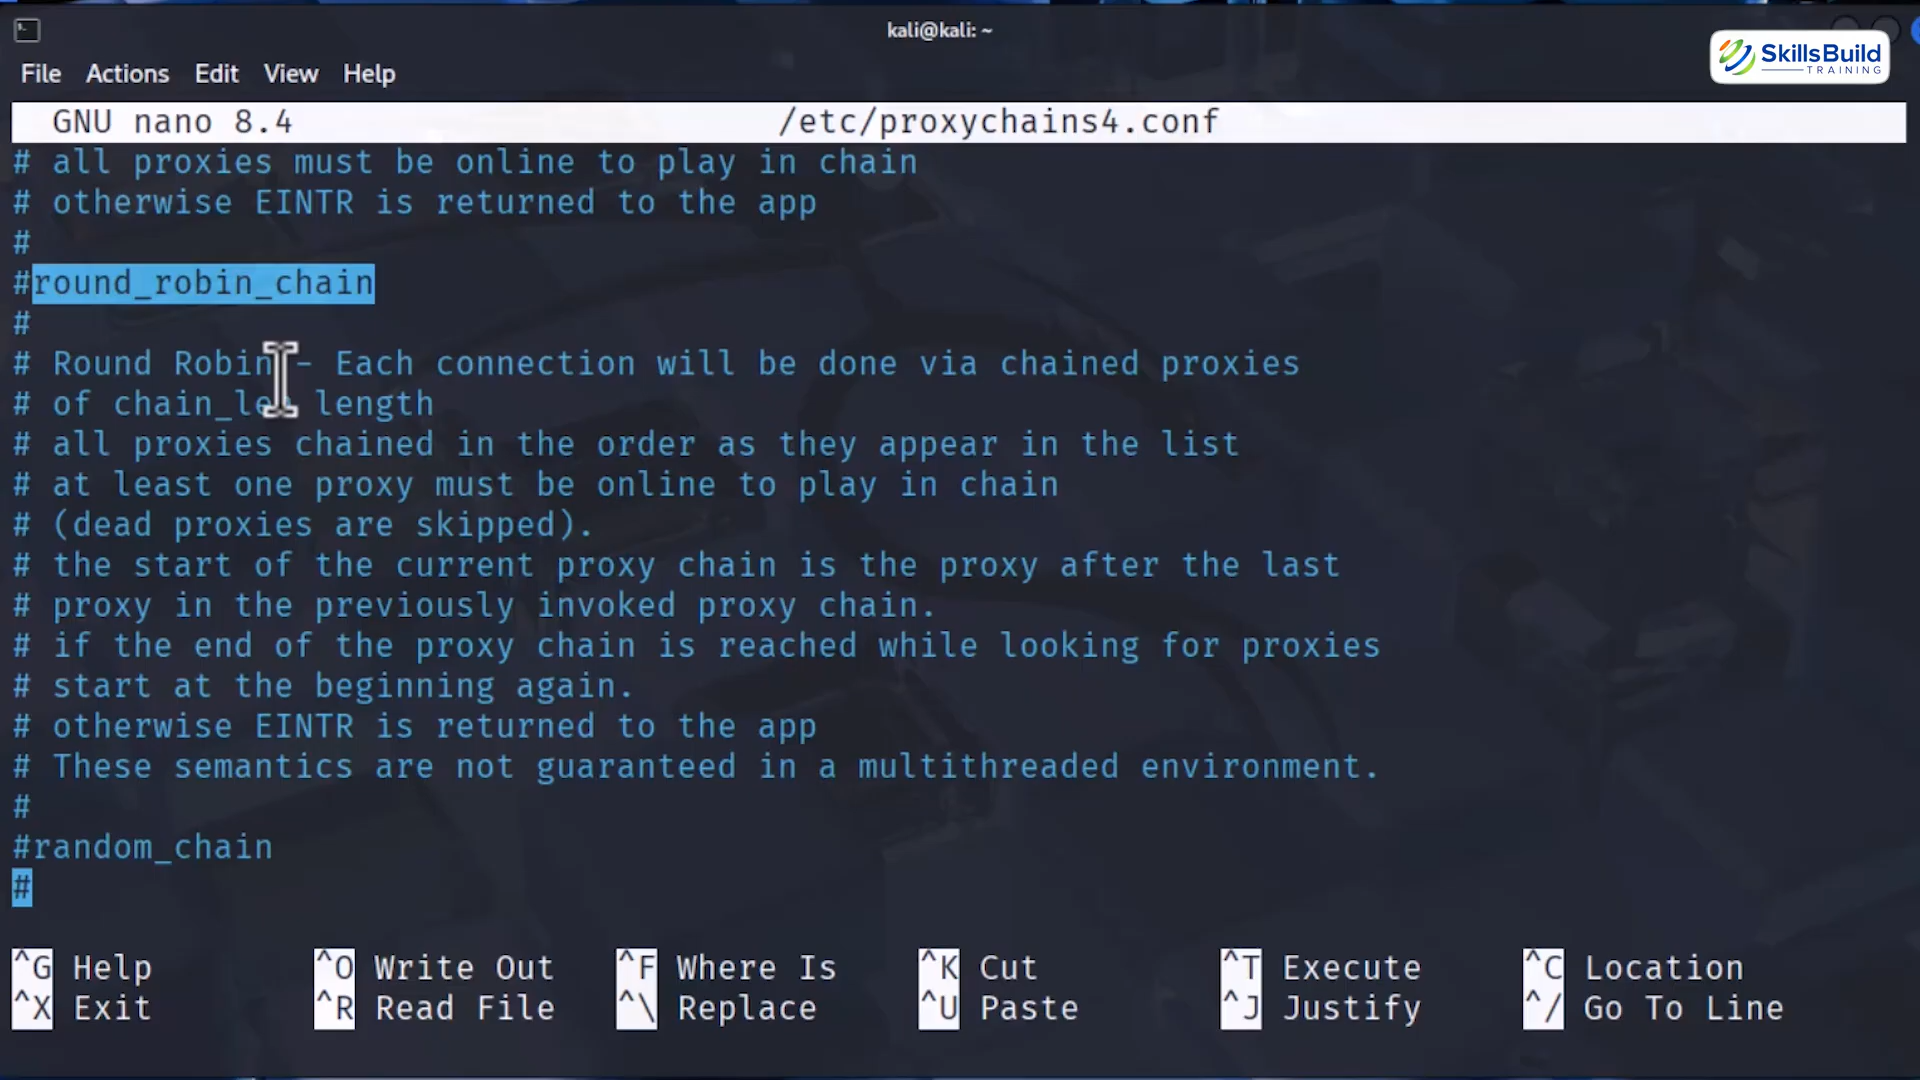 kali@kali: ~
SkillsBuild
TRAINING
File Actions Edit View Help
GNU nano 8.4 /etc/proxychains4.conf
# all proxies must be online to play in chain
# otherwise EINTR is returned to the app
#
#round_robin_chain
#
# Round Robin - Each connection will be done via chained proxies
# of chain_len length
# all proxies chained in the order as they appear in the list
# at least one proxy must be online to play in chain
# (dead proxies are skipped).
# the start of the current proxy chain is the proxy after the last
# proxy in the previously invoked proxy chain.
# if the end of the proxy chain is reached while looking for proxies
# start at the beginning again.
# otherwise EINTR is returned to the app
# These semantics are not guaranteed in a multithreaded environment.
#
#random_chain
#
^G Help ^O Write Out ^F Where Is ^K Cut ^T Execute ^C Location
^X Exit ^R Read File ^\ Replace ^U Paste ^J Justify ^/ Go To Line